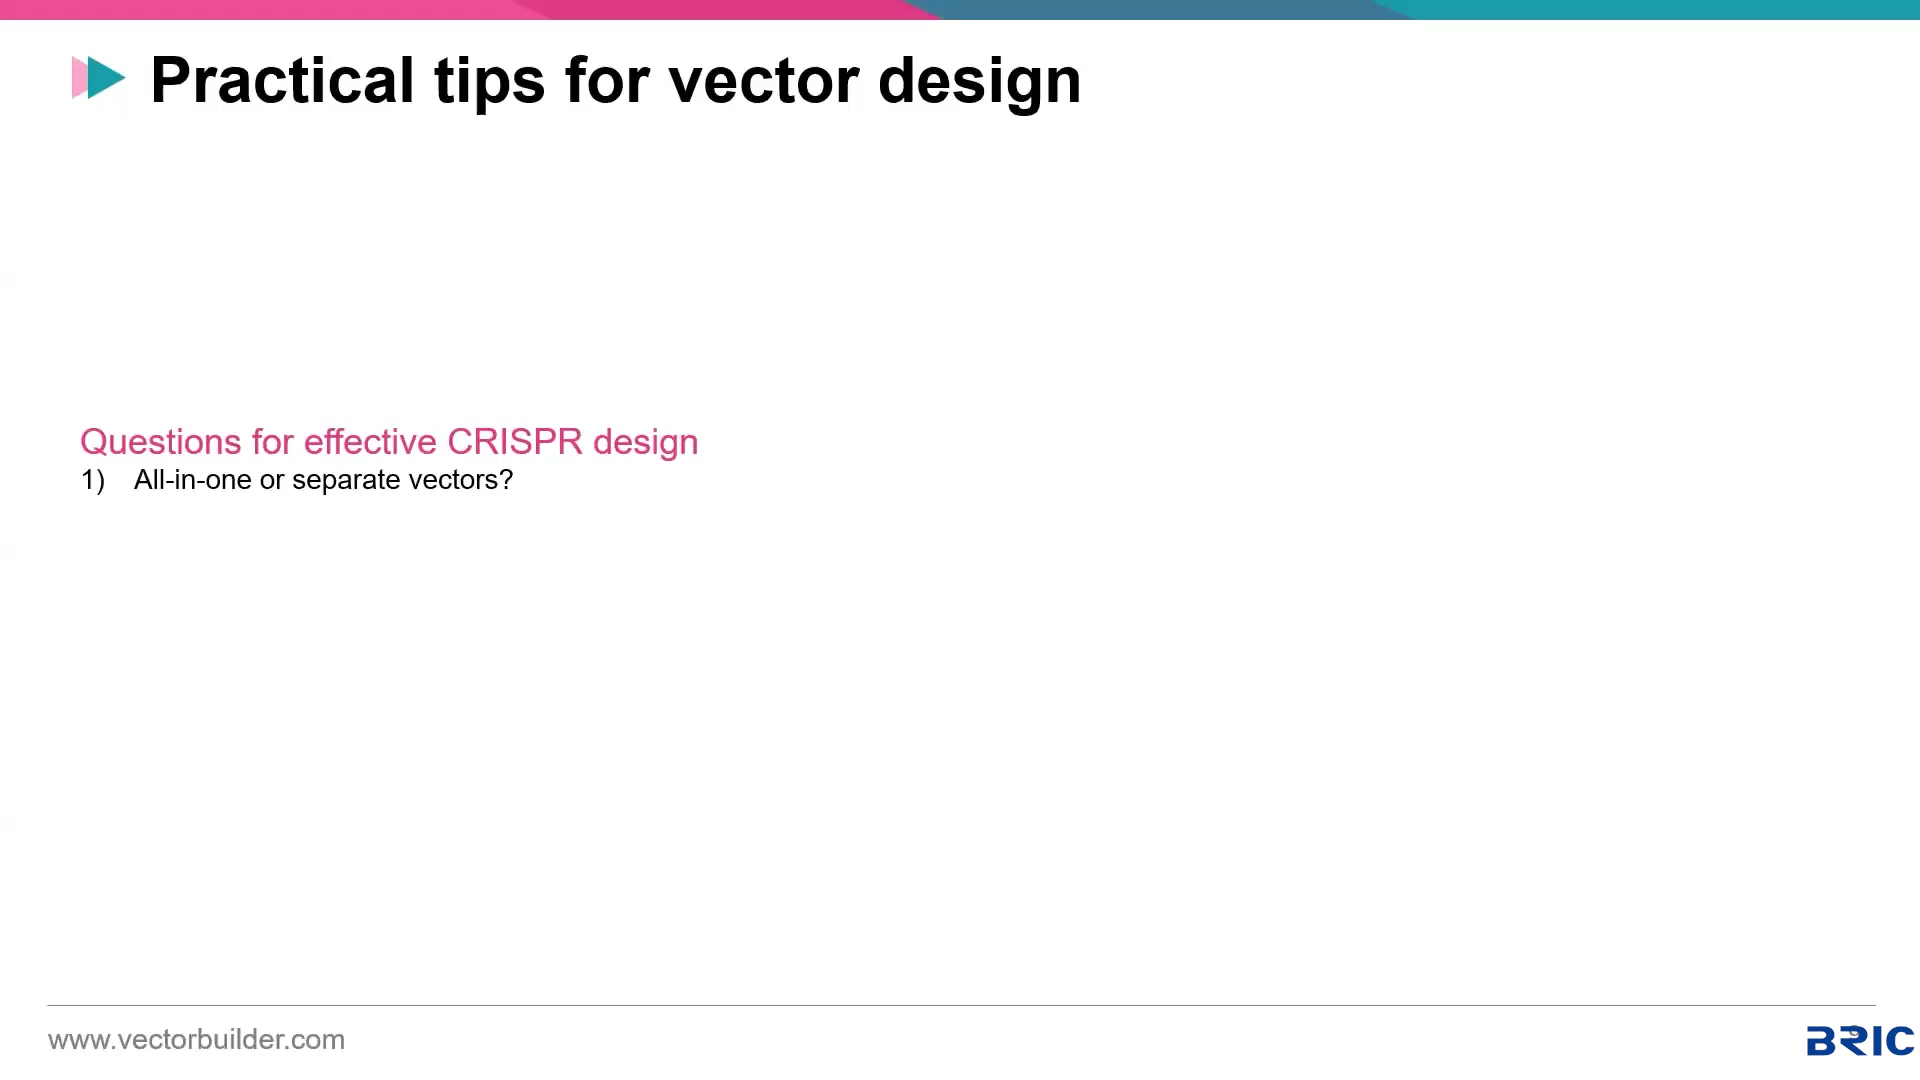 Practical tips for vector design
Questions for effective CRISPR design
1) All-in-one or separate vectors?
www.vectorbuilder.com
BRIC